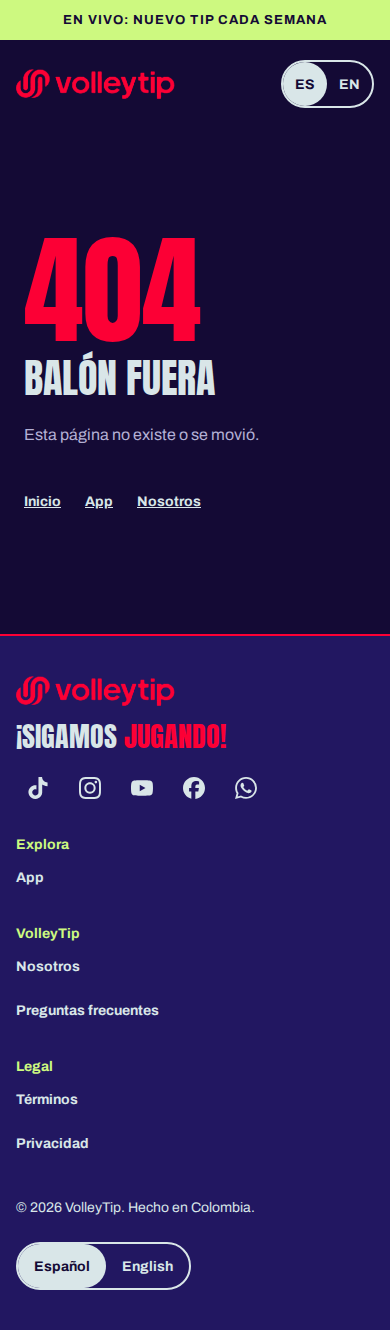 EN VIVO: NUEVO TIP CADA SEMANA
volleytip
ES EN
404
BALÓN FUERA
Esta página no existe o se movió.
Inicio App Nosotros
volleytip
¡SIGAMOS JUGANDO!
Explora
App
VolleyTip
Nosotros
Preguntas frecuentes
Legal
Términos
Privacidad
© 2026 VolleyTip. Hecho en Colombia.
Español English